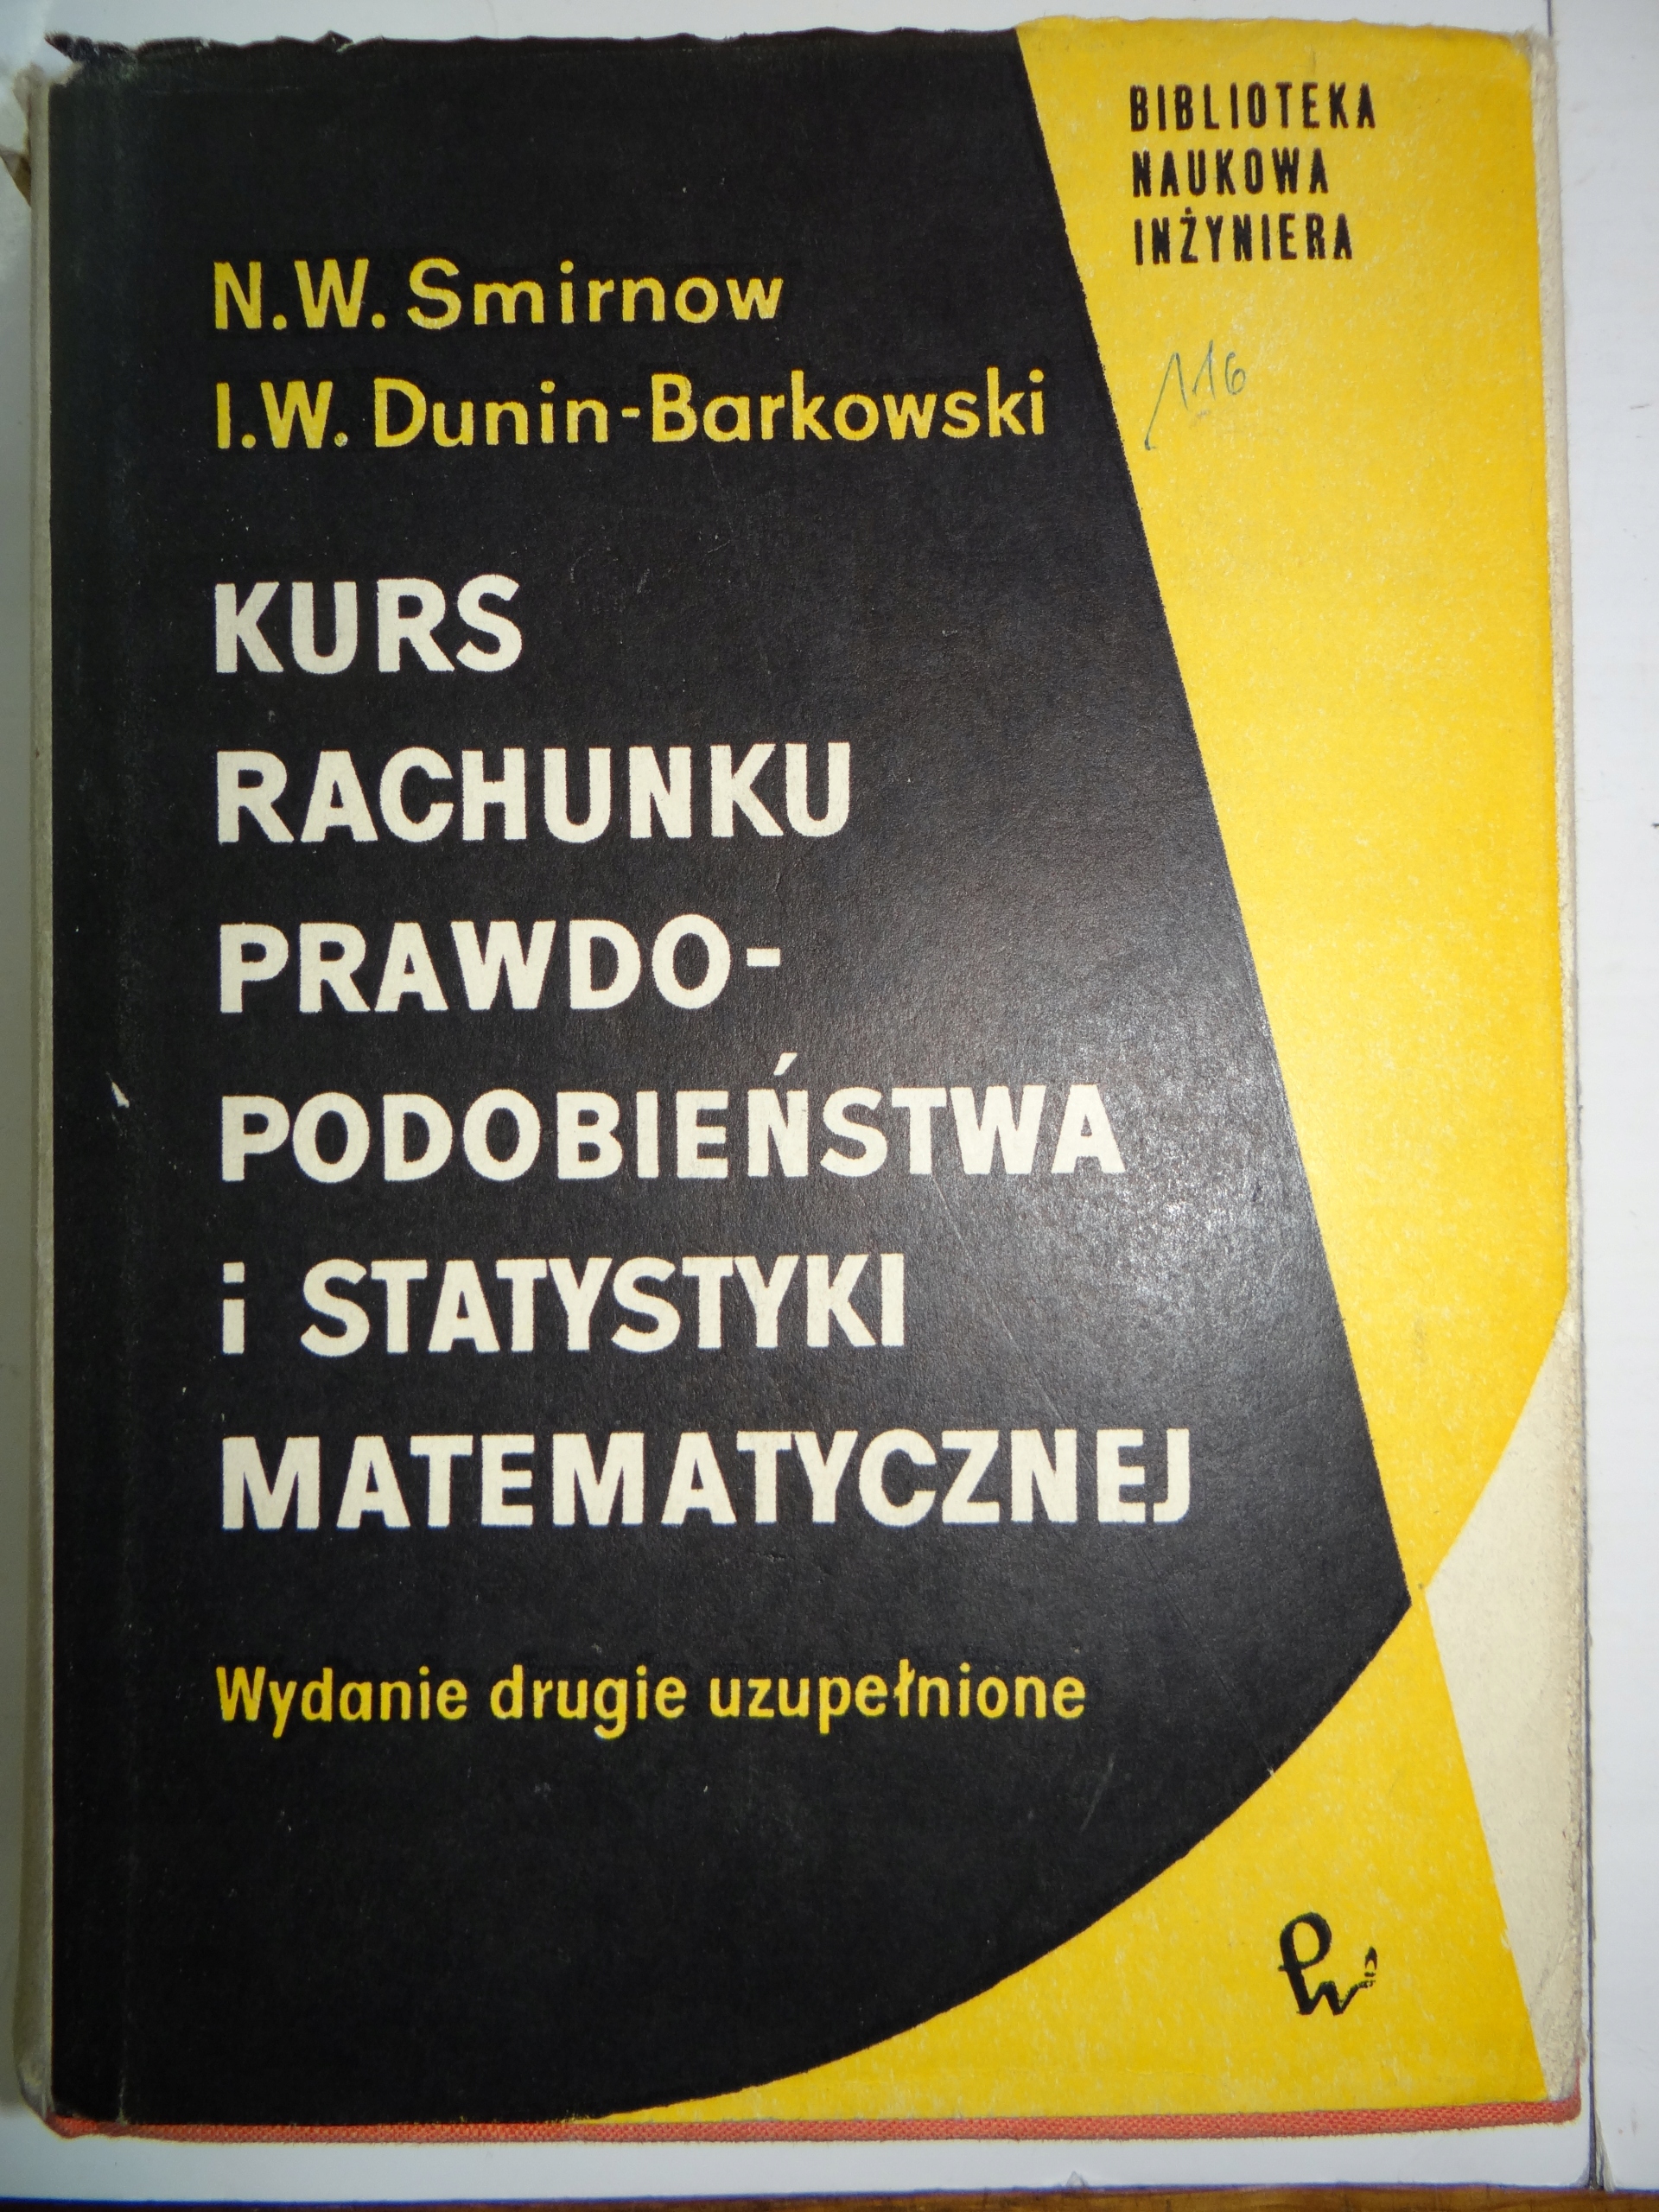 BIBLIOTEKA
NAUKOWA
INŻYNIERA
N.W. Smirnow
I.W. Dunin-Barkowski
116
KURS
RACHUNKU
PRAWDO-
PODOBIEŃSTWA
i STATYSTYKI
MATEMATYCZNEJ
Wydanie drugie uzupełnione